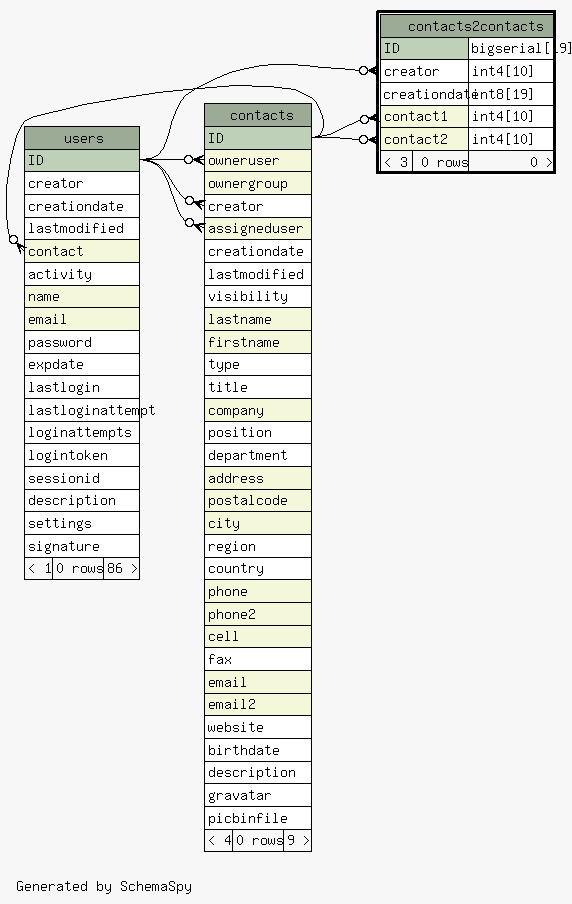 contacts2contacts
ID bigserial[19]
creator int4[10]
creationdate int8[19]
contact1 int4[10]
contact2 int4[10]
< 3 0 rows 0 >
contacts
ID
owneruser
ownergroup
creator
assigneduser
creationdate
lastmodified
visibility
lastname
firstname
type
title
company
position
department
address
postalcode
city
region
country
phone
phone2
cell
fax
email
email2
website
birthdate
description
gravatar
picbinfile
< 4 0 rows 9 >
users
ID
creator
creationdate
lastmodified
contact
activity
name
email
password
expdate
lastlogin
lastloginattempt
loginattempts
logintoken
sessionid
description
settings
signature
< 1 0 rows 86 >
Generated by SchemaSpy